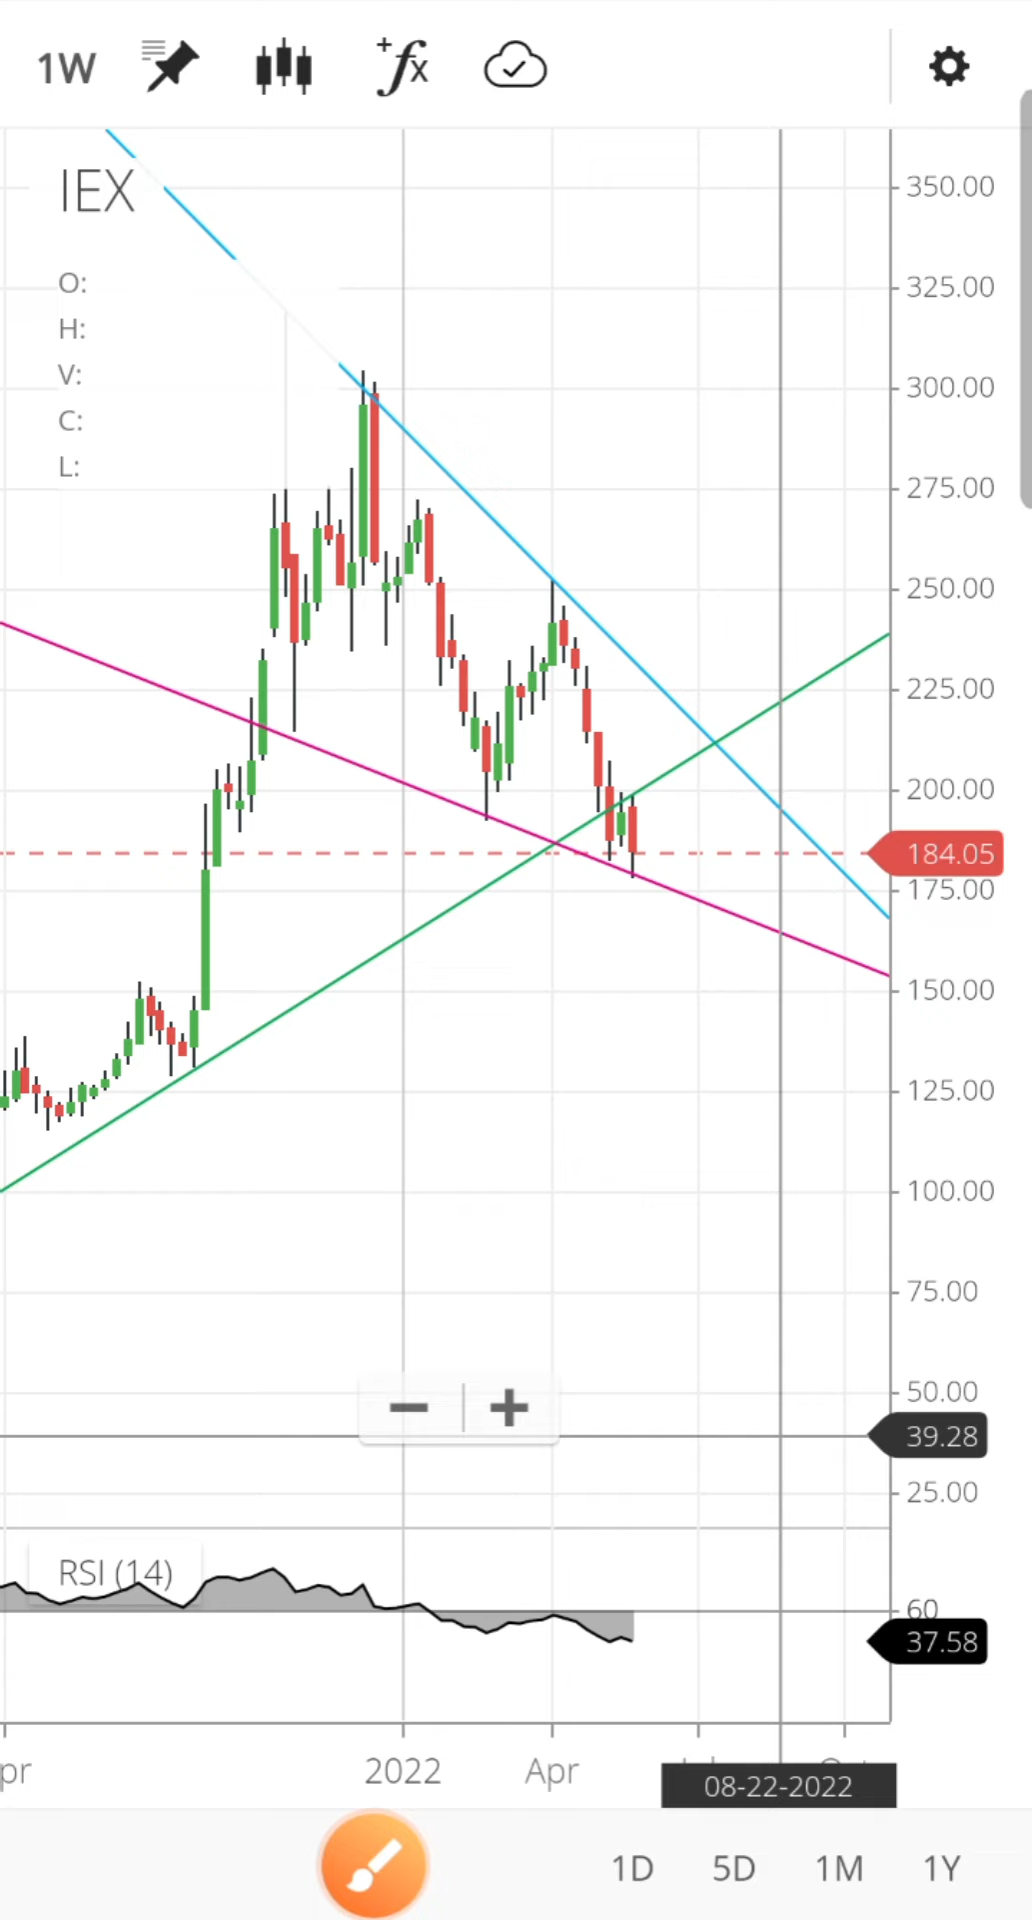 1W
+fx
IEX
O:
H:
V:
C:
L:
350.00
325.00
300.00
275.00
250.00
225.00
200.00
184.05
175.00
150.00
125.00
100.00
75.00
50.00
39.28
25.00
RSI (14)
60
37.58
pr 2022 Apr
08-22-2022
1D 5D 1M 1Y